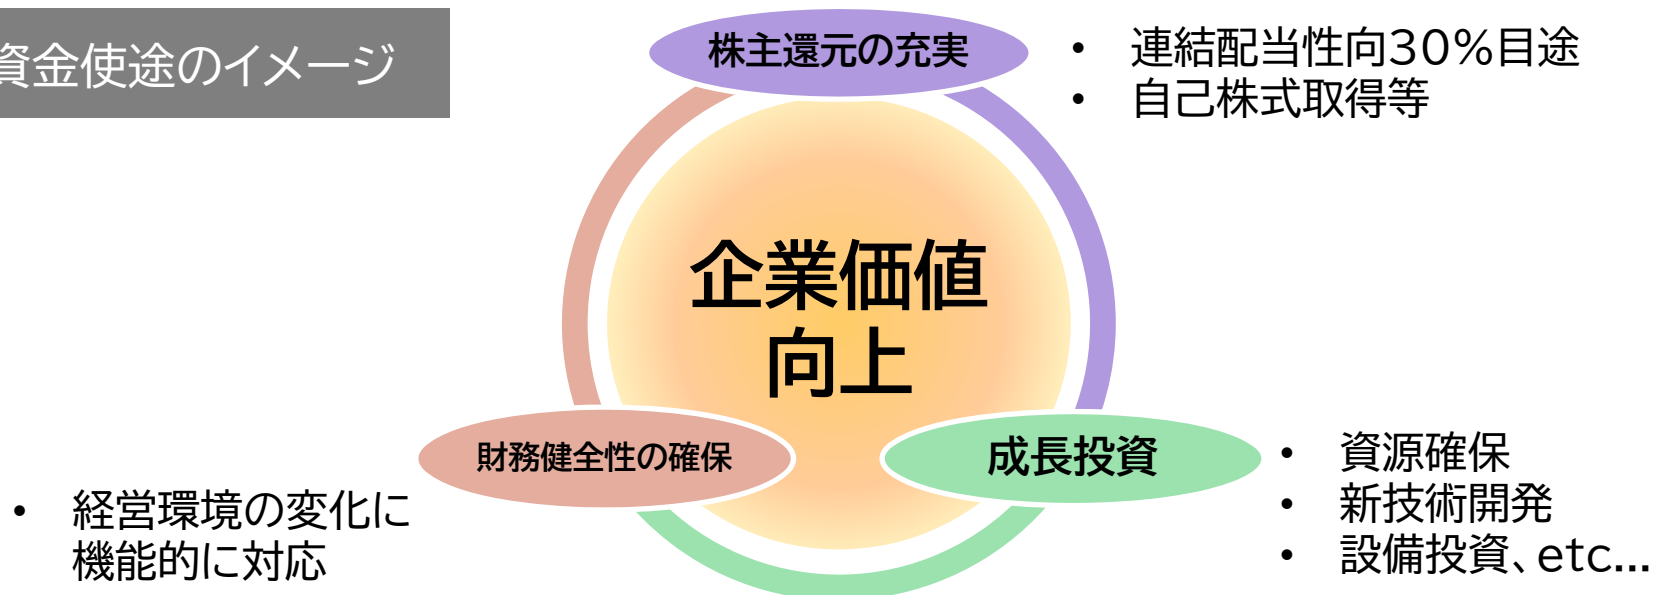 資金使途のイメージ
株主還元の充実
• 連結配当性向30%目途
• 自己株式取得等
企業価値
向上
財務健全性の確保
• 経営環境の変化に
機能的に対応
成長投資
• 資源確保
• 新技術開発
• 設備投資、etc...